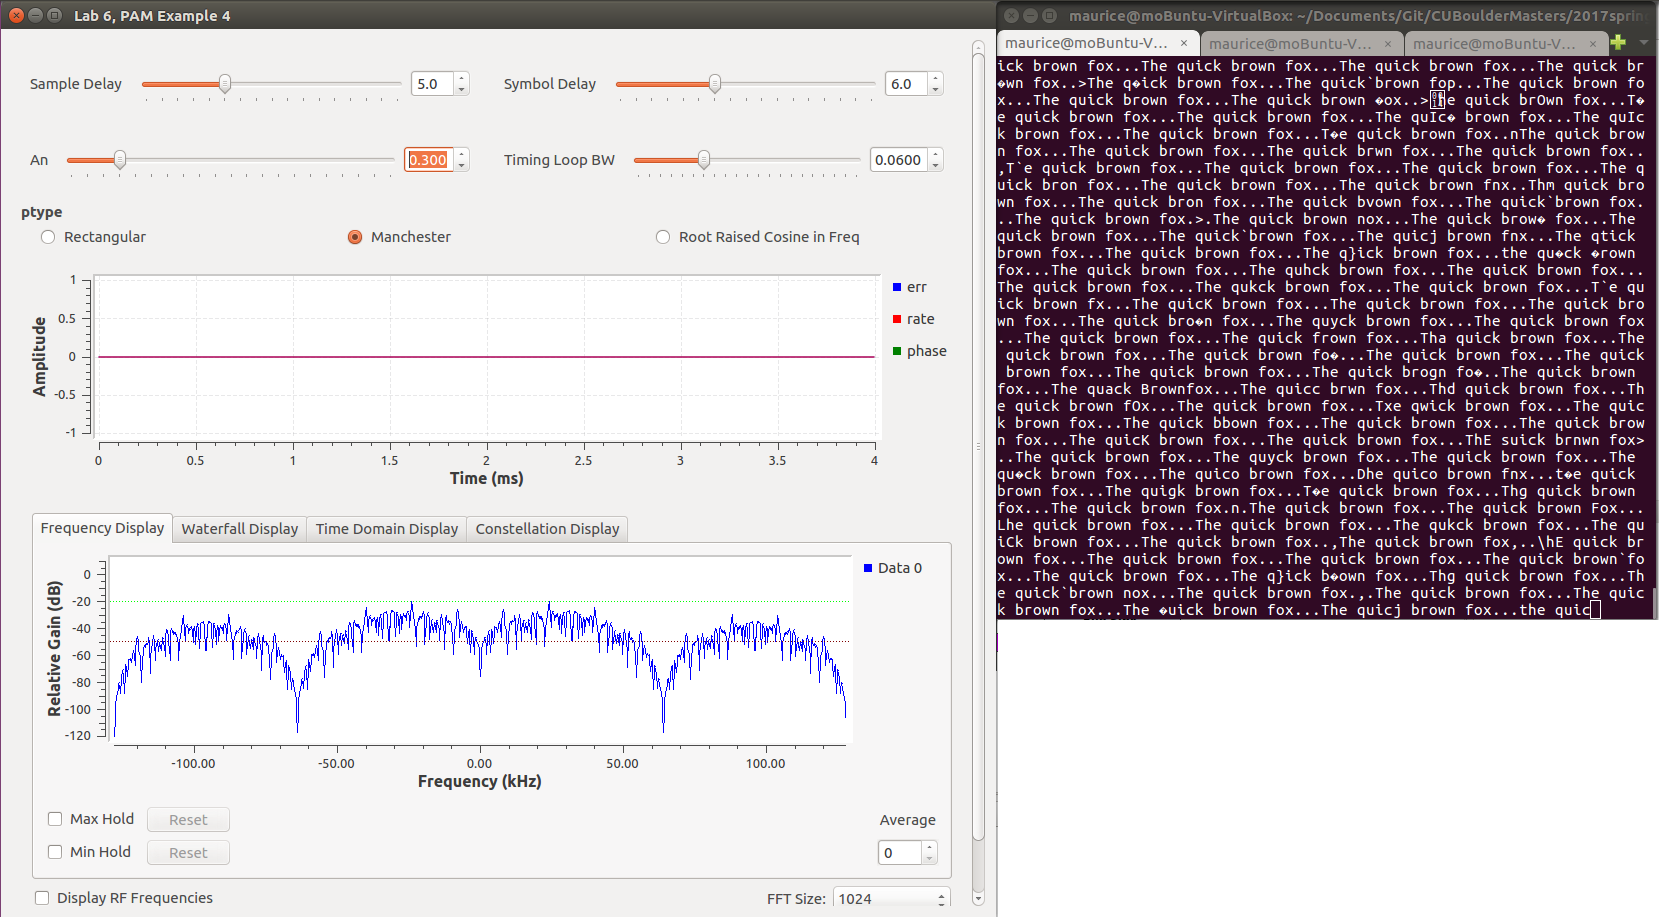 Lab 6, PAM Example 4
Sample Delay 5.0 Symbol Delay 6.0
An 0.300 Timing Loop BW 0.0600
ptype
Rectangular Manchester Root Raised Cosine in Freq
1
0.5
0
-0.5
-1
Amplitude
err
rate
phase
0 0.5 1 1.5 2 2.5 3 3.5 4
Time (ms)
Frequency Display Waterfall Display Time Domain Display Constellation Display
Data 0
0
-20
-40
-60
-80
-100
-120
Relative Gain (dB)
-100.00 -50.00 0.00 50.00 100.00
Frequency (kHz)
Max Hold Reset Average
Min Hold Reset 0
Display RF Frequencies FFT Size: 1024
maurice@moBuntu-VirtualBox: ~/Documents/Git/CUBoulderMasters/2017sprin
maurice@moBuntu-V... × maurice@moBuntu-V... × maurice@moBuntu-V... ×
ick brown fox...The quick brown fox...The quick brown fox...The quick br
�wn fox..>The q�ick brown fox...The quick`brown fop...The quick brown fo
x...The quick brown fox...The quick brown �ox..>e quick brOwn fox...T�
e quick brown fox...The quick brown fox...The quIc� brown fox...The quIc
k brown fox...The quick brown fox...T�e quick brown fox..nThe quick brow
n fox...The quick brown fox...The quick brwn fox...The quick brown fox..
,T`e quick brown fox...The quick brown fox...The quick brown fox...The q
uick bron fox...The quick brown fox...The quick brown fnx..Thm quick bro
wn fox...The quick bron fox...The quick bvown fox...The quick`brown fox.
..The quick brown fox.>.The quick brown nox...The quick brow� fox...The
quick brown fox...The quick`brown fox...The quicj brown fnx...The qtick
brown fox...The quick brown fox...The q}ick brown fox...the qu�ck �rown
fox...The quick brown fox...The quhck brown fox...The quicK brown fox...
The quick brown fox...The qukck brown fox...The quick brown fox...T`e qu
ick brown fx...The quicK brown fox...The quick brown fox...The quick bro
wn fox...The quick bro�n fox...The quyck brown fox...The quick brown fox
...The quick brown fox...The quick frown fox...Tha quick brown fox...The
quick brown fox...The quick brown fo�...The quick brown fox...The quick
brown fox...The quick brown fox...The quick brogn fo�..The quick brown
fox...The quack Brownfox...The quicc brwn fox...Thd quick brown fox...Th
e quick brown fOx...The quick brown fox...Txe qwick brown fox...The quic
k brown fox...The quick bbown fox...The quick brown fox...The quick brow
n fox...The quicK brown fox...The quick brown fox...ThE suick brnwn fox>
..The quick brown fox...The quyck brown fox...The quick brown fox...The
qu�ck brown fox...The quico brown fox...Dhe quico brown fnx...t�e quick
brown fox...The quigk brown fox...T�e quick brown fox...Thg quick brown
fox...The quick brown fox.n.The quick brown fox...The quick brown Fox...
Lhe quick brown fox...The quick brown fox...The qukck brown fox...The qu
iCk brown fox...The quick brown fox..,The quick brown fox,..\hE quick br
own fox...The quick brown fox...The quick brown fox...The quick brown`fo
x...The quick brown fox...The q}ick b�own fox...Thg quick brown fox...Th
e quick`brown nox...The quick brown fox.,.The quick brown fox...The quic
k brown fox...The �uick brown fox...The quicj brown fox...the quic